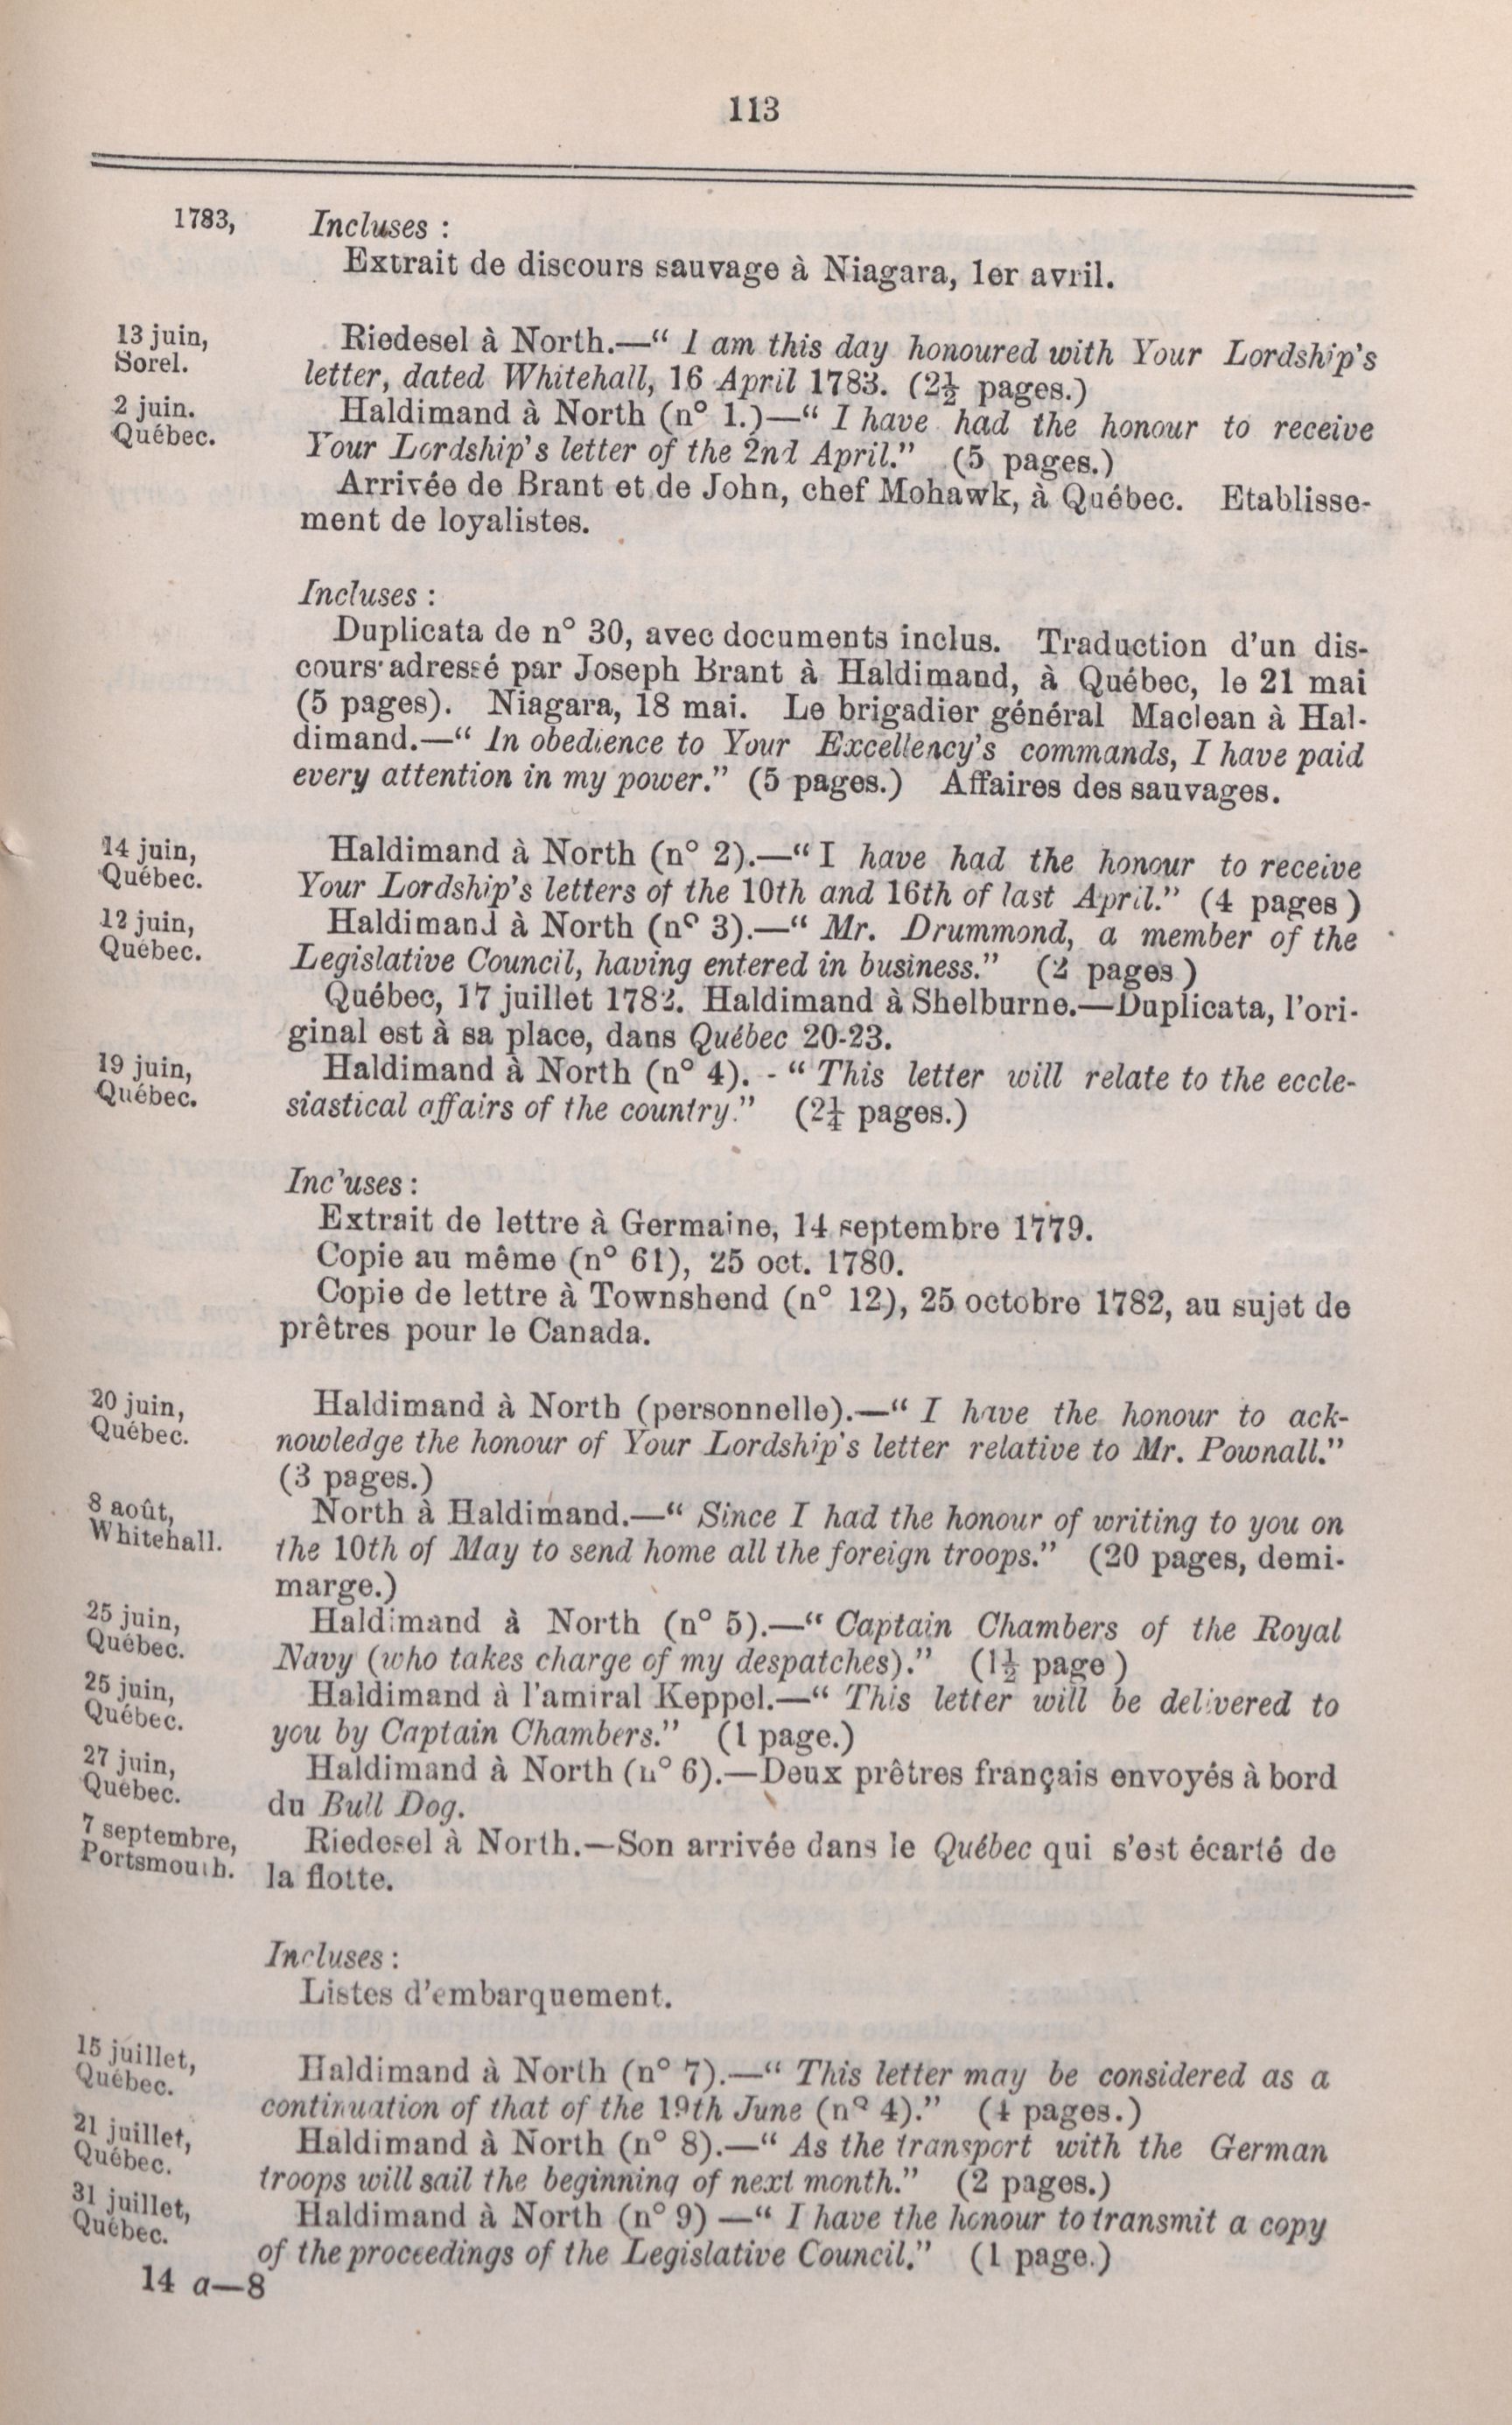 113
1783,
Incluses :
Extrait de discours sauvage à Niagara, 1er avril.
13 juin,
Sorel.
Riedesel à North.—“ I am this day honoured with Your Lordship's
letter, dated Whitehall, 16 April 1783. (2½ pages.)
2 juin.
Québec.
Haldimand à North (n° 1.)—“ I have had the honour to receive
Your Lordship's letter of the 2nd April.” (5 pages.)
Arrivée de Brant et de John, chef Mohawk, à Québec. Etablisse-
ment de loyalistes.
Incluses :
Duplicata de n° 30, avec documents inclus. Traduction d'un dis-
cours adressé par Joseph Brant à Haldimand, à Québec, le 21 mai
(5 pages). Niagara, 18 mai. Le brigadier général Maclean à Hal-
dimand.—“ In obedience to Your Excellency's commands, I have paid
every attention in my power.” (5 pages.) Affaires des sauvages.
14 juin,
Québec.
Haldimand à North (n° 2).—“ I have had the honour to receive
Your Lordship's letters of the 10th and 16th of last April.” (4 pages )
12 juin,
Québec.
Haldimand à North (n° 3).—“ Mr. Drummond, a member of the
Legislative Council, having entered in business.” (2 pages )
Québec, 17 juillet 1782. Haldimand à Shelburne.—Duplicata, l'ori-
ginal est à sa place, dans Québec 20-23.
19 juin,
Québec.
Haldimand à North (n° 4). - “ This letter will relate to the eccle-
siastical affairs of the country.” (2¼ pages.)
Inc'uses :
Extrait de lettre à Germaine, 14 septembre 1779.
Copie au même (n° 61), 25 oct. 1780.
Copie de lettre à Townshend (n° 12), 25 octobre 1782, au sujet de
prêtres pour le Canada.
20 juin,
Québec.
Haldimand à North (personnelle).—“ I have the honour to ack-
nowledge the honour of Your Lordship's letter relative to Mr. Pownall.”
(3 pages.)
8 août,
Whitehall.
North à Haldimand.—“ Since I had the honour of writing to you on
the 10th of May to send home all the foreign troops.” (20 pages, demi-
marge.)
25 juin,
Québec.
Haldimand à North (n° 5).—“ Captain Chambers of the Royal
Navy (who takes charge of my despatches).” (1½ page )
25 juin,
Québec.
Haldimand à l'amiral Keppel.—“ This letter will be delivered to
you by Captain Chambers.” (1 page.)
27 juin,
Québec.
Haldimand à North (n° 6).—Deux prêtres français envoyés à bord
du Bull Dog.
7 septembre,
Portsmouth.
Riedesel à North.—Son arrivée dans le Québec qui s'est écarté de
la flotte.
Incluses :
Listes d'embarquement.
15 juillet,
Québec.
Haldimand à North (n° 7).—“ This letter may be considered as a
continuation of that of the 19th June (n° 4).” (4 pages.)
21 juillet,
Québec.
Haldimand à North (n° 8).—“ As the transport with the German
troops will sail the beginning of next month.” (2 pages.)
31 juillet,
Québec.
Haldimand à North (n° 9) —“ I have the honour to transmit a copy
of the proceedings of the Legislative Council.” (1 page.)
14 a—8